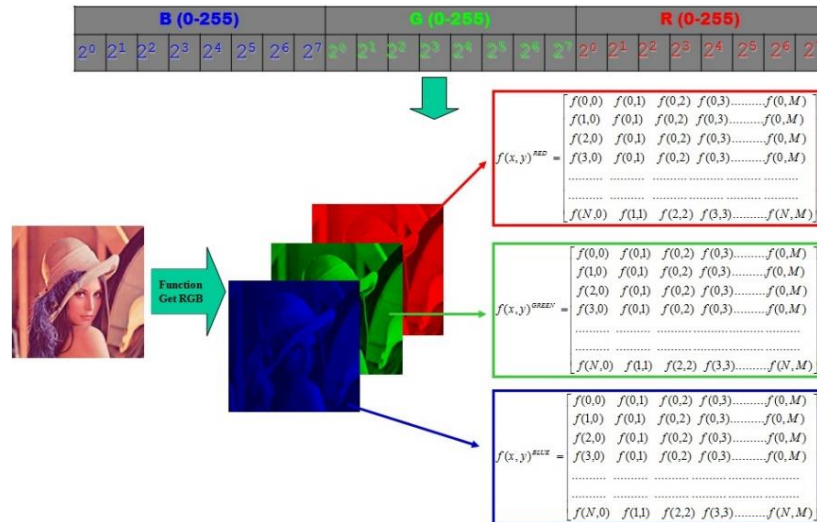 B (0-255) G (0-255) R (0-255)
2⁰ 2¹ 2² 2³ 2⁴ 2⁵ 2⁶ 2⁷ 2⁰ 2¹ 2² 2³ 2⁴ 2⁵ 2⁶ 2⁷ 2⁰ 2¹ 2² 2³ 2⁴ 2⁵ 2⁶ 2⁷
f(0,0) f(0,1) f(0,2) f(0,3).........f(0,M)
f(1,0) f(0,1) f(0,2) f(0,3).........f(0,M)
f(2,0) f(0,1) f(0,2) f(0,3).........f(0,M)
f(x,y)ᴿᴱᴰ = f(3,0) f(0,1) f(0,2) f(0,3).........f(0,M)
......... ......... ......... ......... ......... .........
......... ......... ......... ......... ......... .........
f(N,0) f(1,1) f(2,2) f(3,3).........f(N,M)
Function
Get RGB
f(0,0) f(0,1) f(0,2) f(0,3).........f(0,M)
f(1,0) f(0,1) f(0,2) f(0,3).........f(0,M)
f(2,0) f(0,1) f(0,2) f(0,3).........f(0,M)
f(x,y)ᴳᴿᴱᴱᴺ = f(3,0) f(0,1) f(0,2) f(0,3).........f(0,M)
......... ......... ......... ......... ......... .........
......... ......... ......... ......... ......... .........
f(N,0) f(1,1) f(2,2) f(3,3).........f(N,M)
f(0,0) f(0,1) f(0,2) f(0,3).........f(0,M)
f(1,0) f(0,1) f(0,2) f(0,3).........f(0,M)
f(2,0) f(0,1) f(0,2) f(0,3).........f(0,M)
f(x,y)ᴮᴸᵁᴱ = f(3,0) f(0,1) f(0,2) f(0,3).........f(0,M)
......... ......... ......... ......... ......... .........
......... ......... ......... ......... ......... .........
f(N,0) f(1,1) f(2,2) f(3,3).........f(N,M)